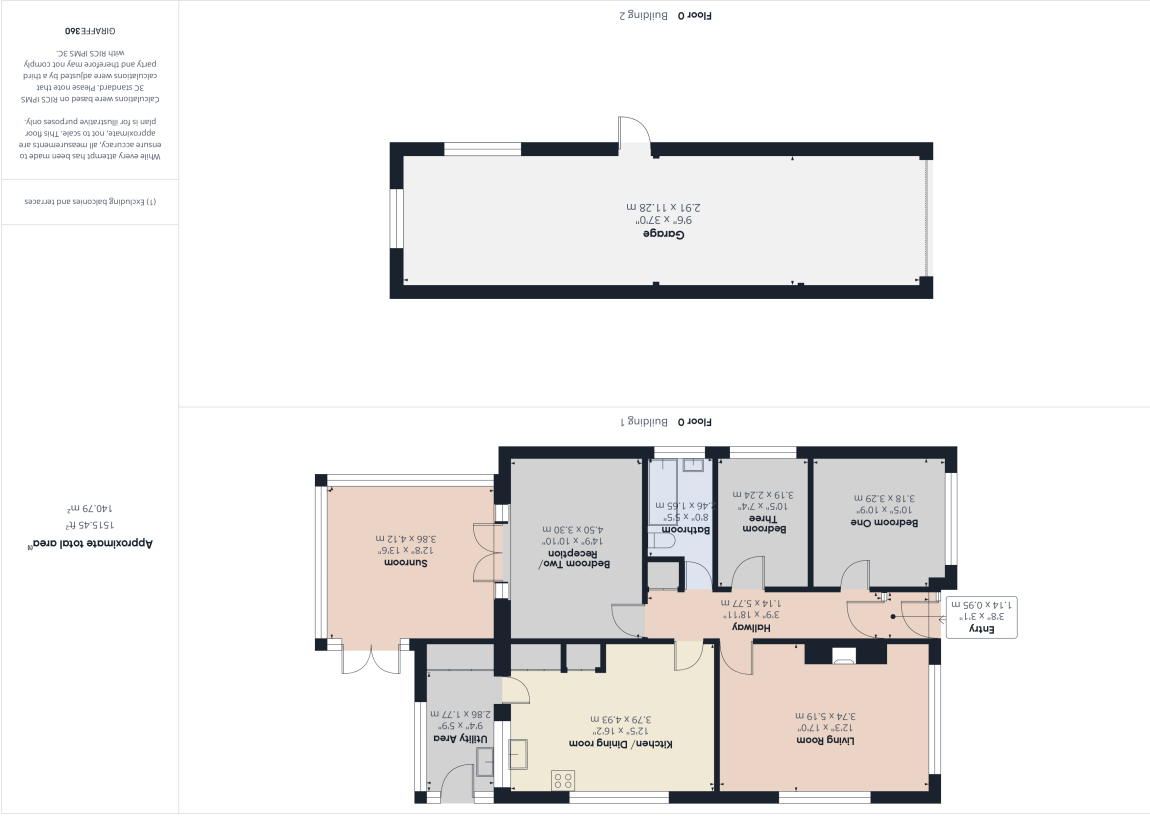 Living Room
12'3" x 17'0"
3.74 x 5.19 m
Kitchen/ Dining room
12'5" x 16'2"
3.79 x 4.93 m
Utility Area
9'4" x 5'9"
2.86 x 1.77 m
Entry
3'8" x 3'1"
1.14 x 0.95 m
Hallway
3'9" x 18'11"
1.14 x 5.77 m
Bedroom One
10'5" x 10'9"
3.18 x 3.29 m
Bedroom
Three
10'5" x 7'4"
3.19 x 2.24 m
Bathroom
8'0" x 5'5"
2.46 x 1.65 m
Bedroom Two/
Reception
14'9" x 10'10"
4.50 x 3.30 m
Sunroom
12'8" x 13'6"
3.86 x 4.12 m
Floor 0 Building 1
Garage
9'6" x 37'0"
2.91 x 11.28 m
Floor 0 Building 2
Approximate total area⁽¹⁾
1515.45 ft²
140.79 m²
(1) Excluding balconies and terraces
While every attempt has been made to
ensure accuracy, all measurements are
approximate, not to scale. This floor
plan is for illustrative purposes only.
Calculations were based on RICS IPMS
3C standard. Please note that
calculations were adjusted by a third
party and therefore may not comply
with RICS IPMS 3C.
GIRAFFE360